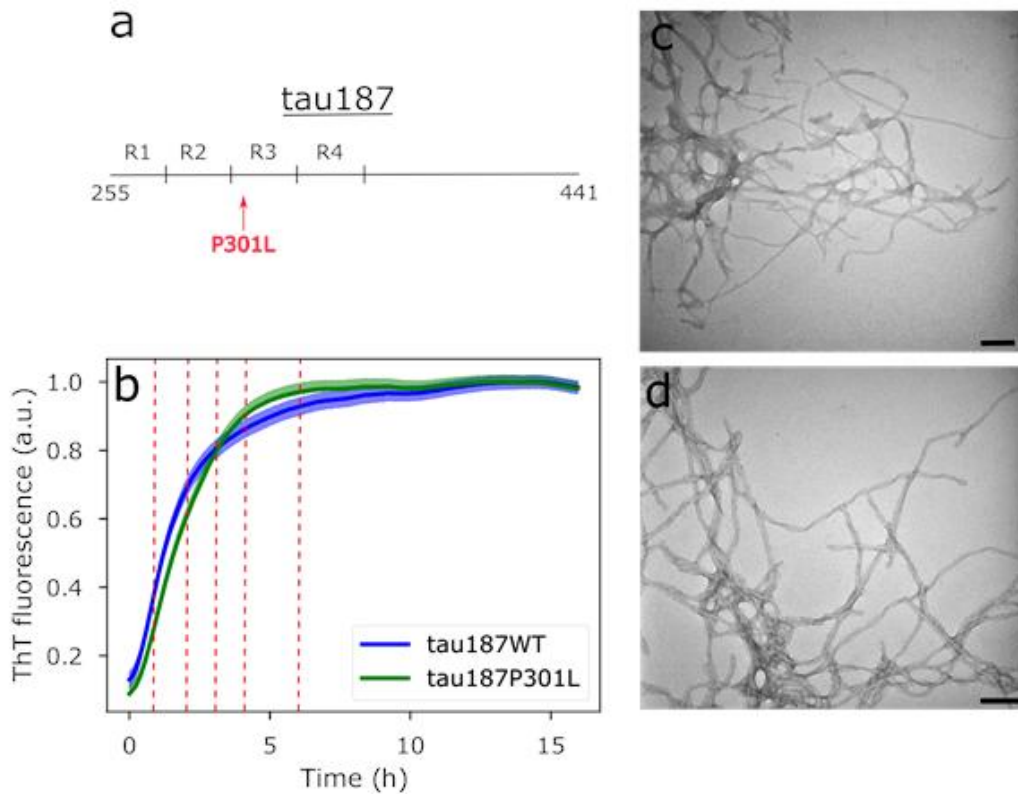 a
tau187
R1 R2 R3 R4
255 441
P301L
b
ThT fluorescence (a.u.)
1.0
0.8
0.6
0.4
0.2
tau187WT
tau187P301L
0 5 10 15
Time (h)
c
d